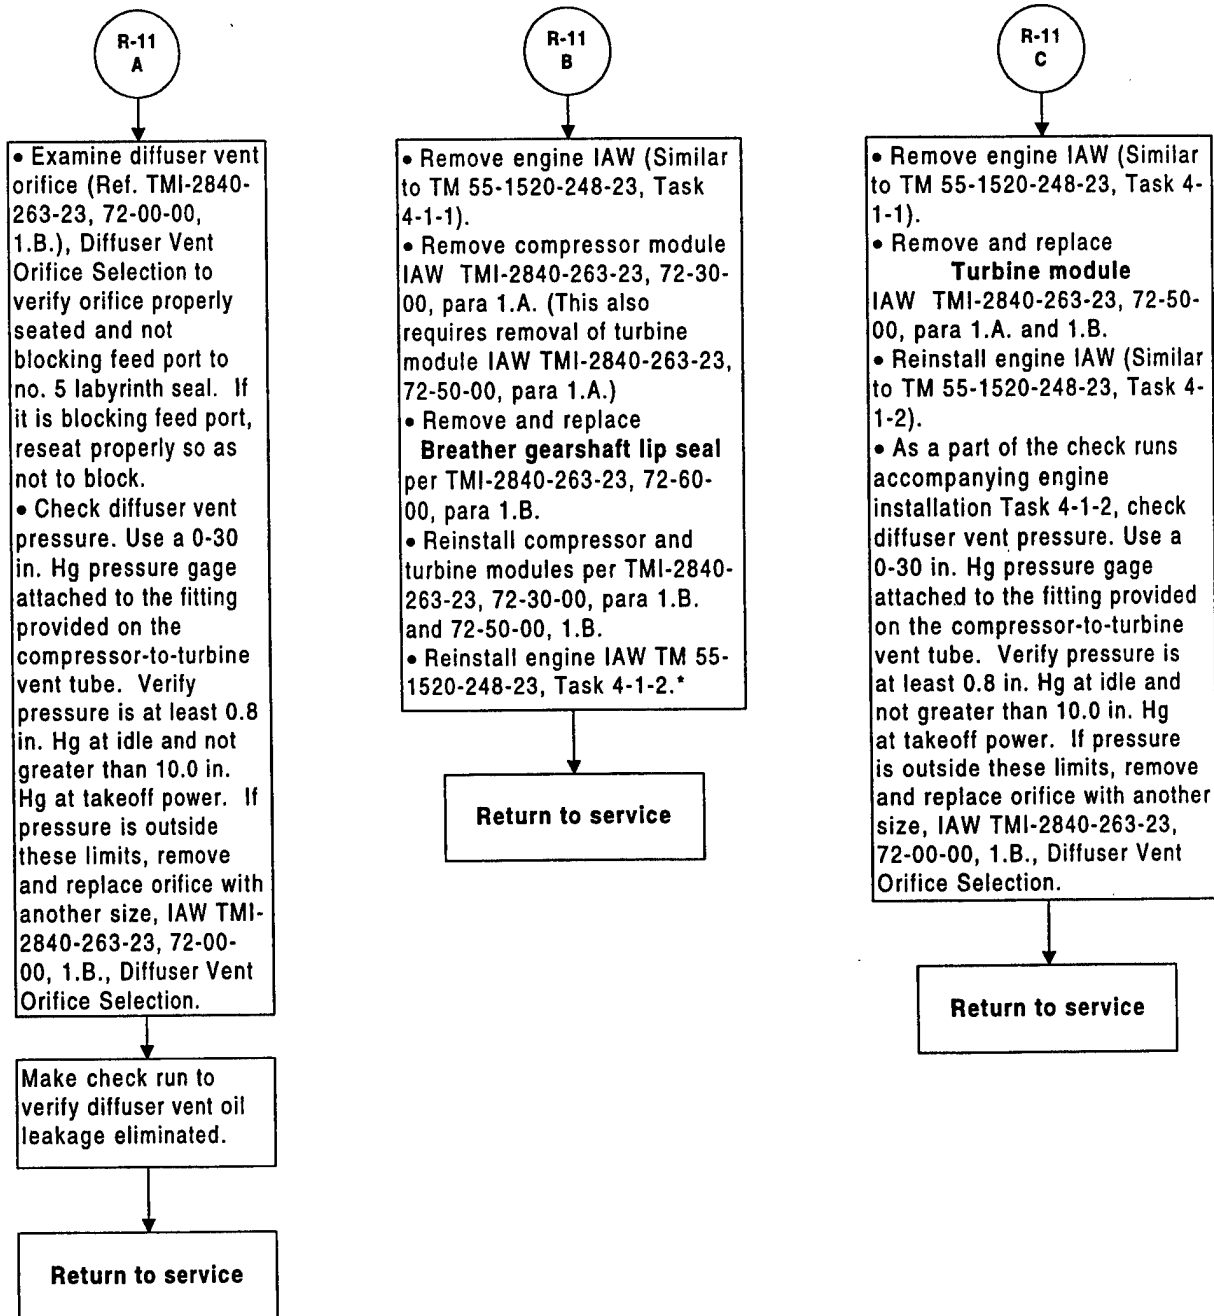 R-11
A
• Examine diffuser vent
orifice (Ref. TMI-2840-
263-23, 72-00-00,
1.B.), Diffuser Vent
Orifice Selection to
verify orifice properly
seated and not
blocking feed port to
no. 5 labyrinth seal. If
it is blocking feed port,
reseat properly so as
not to block.
• Check diffuser vent
pressure. Use a 0-30
in. Hg pressure gage
attached to the fitting
provided on the
compressor-to-turbine
vent tube. Verify
pressure is at least 0.8
in. Hg at idle and not
greater than 10.0 in.
Hg at takeoff power. If
pressure is outside
these limits, remove
and replace orifice with
another size, IAW TMI-
2840-263-23, 72-00-
00, 1.B., Diffuser Vent
Orifice Selection.
Make check run to
verify diffuser vent oil
leakage eliminated.
Return to service
R-11
B
• Remove engine IAW (Similar
to TM 55-1520-248-23, Task
4-1-1).
• Remove compressor module
IAW TMI-2840-263-23, 72-30-
00, para 1.A. (This also
requires removal of turbine
module IAW TMI-2840-263-23,
72-50-00, para 1.A.)
• Remove and replace
Breather gearshaft lip seal
per TMI-2840-263-23, 72-60-
00, para 1.B.
• Reinstall compressor and
turbine modules per TMI-2840-
263-23, 72-30-00, para 1.B.
and 72-50-00, 1.B.
• Reinstall engine IAW TM 55-
1520-248-23, Task 4-1-2.*
Return to service
R-11
C
• Remove engine IAW (Similar
to TM 55-1520-248-23, Task 4-
1-1).
• Remove and replace
Turbine module
IAW TMI-2840-263-23, 72-50-
00, para 1.A. and 1.B.
• Reinstall engine IAW (Similar
to TM 55-1520-248-23, Task 4-
1-2).
• As a part of the check runs
accompanying engine
installation Task 4-1-2, check
diffuser vent pressure. Use a
0-30 in. Hg pressure gage
attached to the fitting provided
on the compressor-to-turbine
vent tube. Verify pressure is
at least 0.8 in. Hg at idle and
not greater than 10.0 in. Hg
at takeoff power. If pressure
is outside these limits, remove
and replace orifice with another
size, IAW TMI-2840-263-23,
72-00-00, 1.B., Diffuser Vent
Orifice Selection.
Return to service